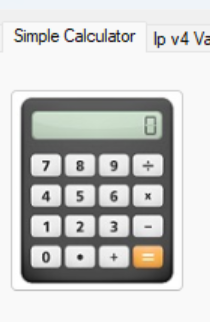 Simple Calculator Ip v4 Va
0
7 8 9 ÷
4 5 6 x
1 2 3 -
0 • + =